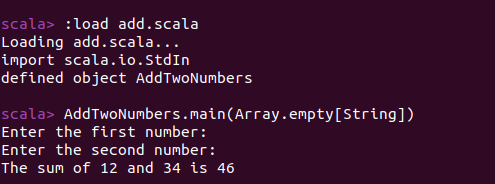 scala> :load add.scala
Loading add.scala...
import scala.io.StdIn
defined object AddTwoNumbers
scala> AddTwoNumbers.main(Array.empty[String])
Enter the first number:
Enter the second number:
The sum of 12 and 34 is 46